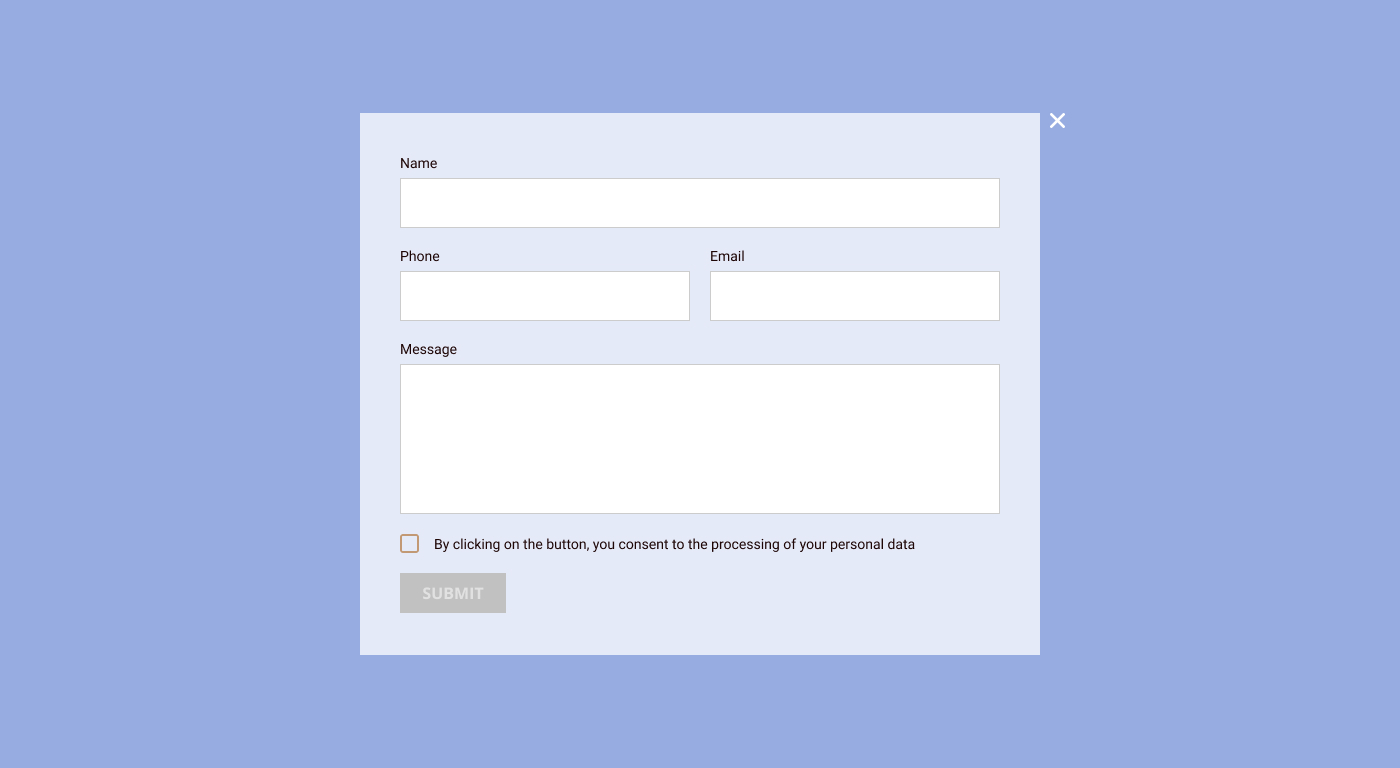 Name
Phone
Email
Message
By clicking on the button, you consent to the processing of your personal data
SUBMIT